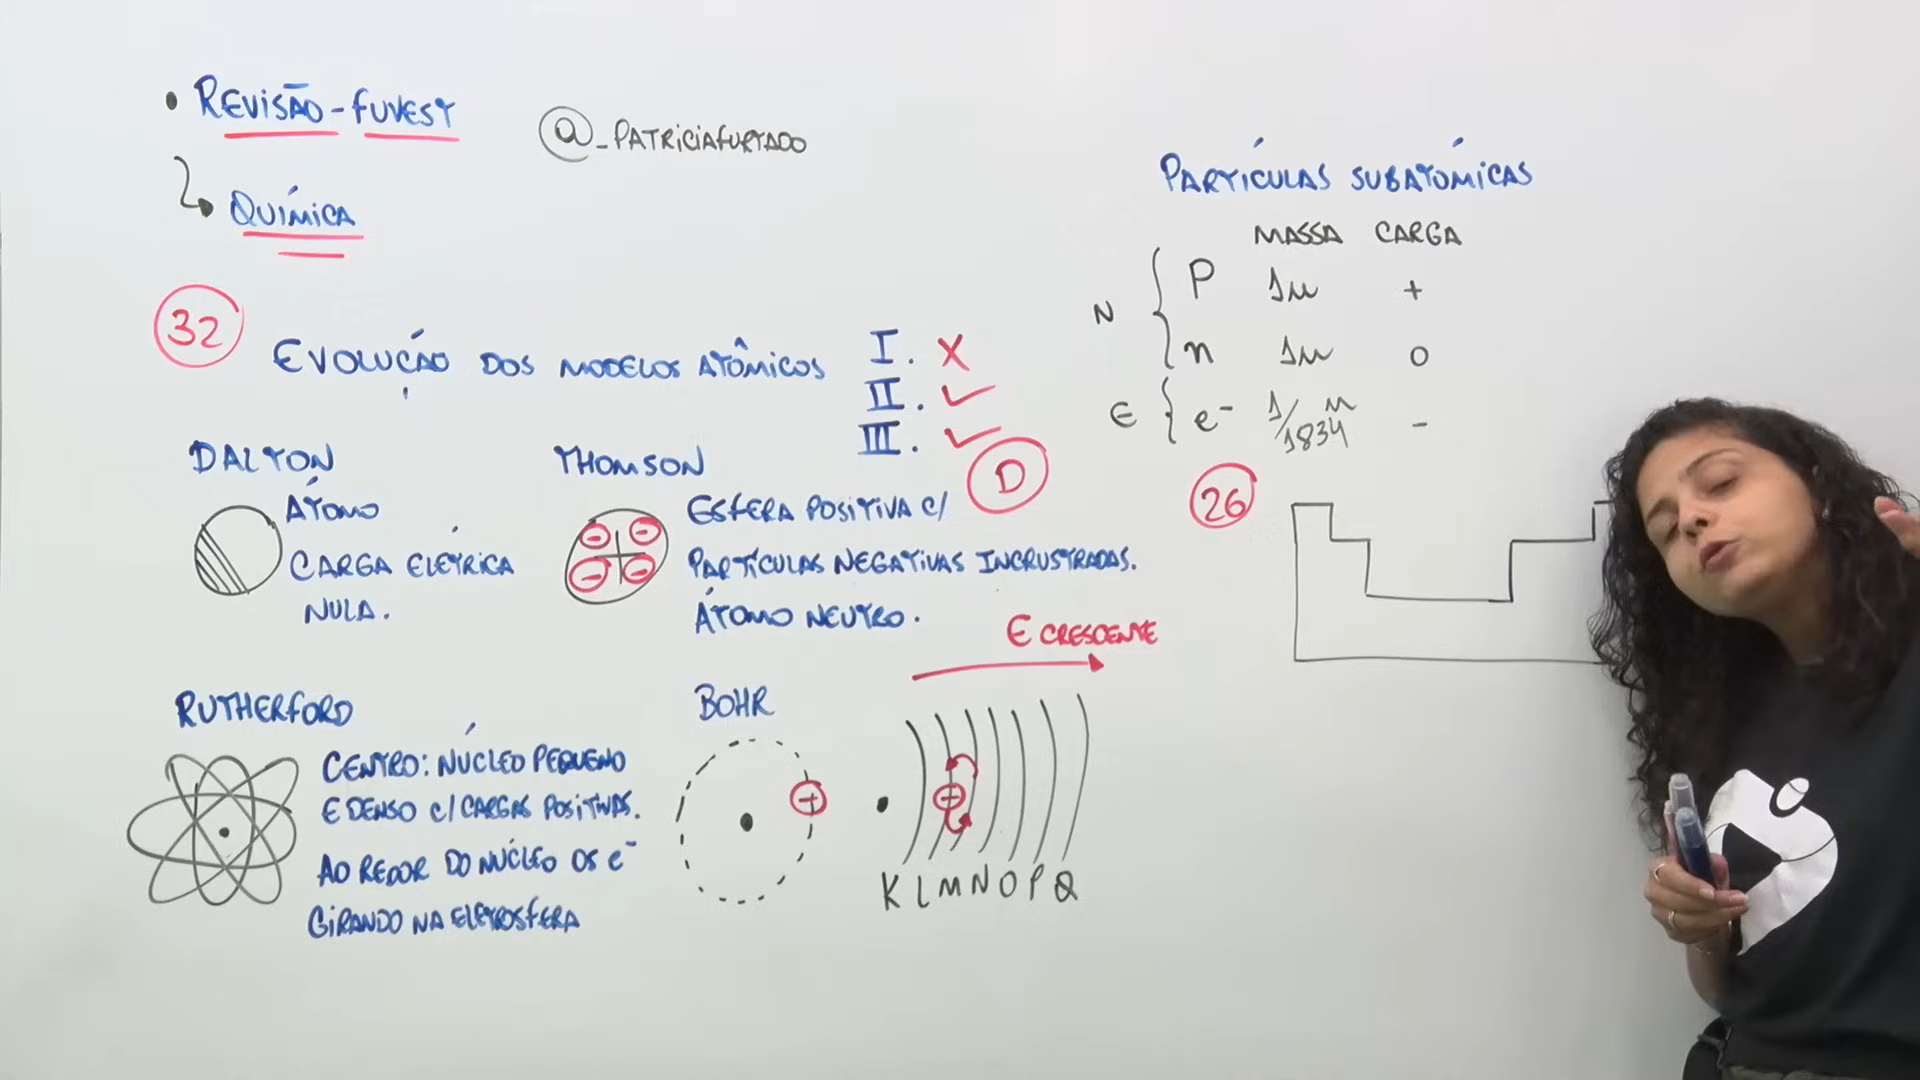 • REVISÃO - FUVEST
@_PATRICIAFURTADO
QUÍMICA
32
EVOLUÇÃO DOS MODELOS ATÔMICOS
I. X
II. ✓
III. ✓
D
DALTON
ÁTOMO
CARGA ELÉTRICA
NULA.
THOMSON
ESFERA POSITIVA C/
PARTÍCULAS NEGATIVAS INCRUSTRADAS.
ÁTOMO NEUTRO.
RUTHERFORD
CENTRO: NÚCLEO PEQUENO
E DENSO C/ CARGAS POSITIVAS.
AO REDOR DO NÚCLEO OS e⁻
GIRANDO NA ELETROSFERA
BOHR
E CRESCENTE
K L M N O P Q
PARTÍCULAS SUBATÔMICAS
MASSA CARGA
N { P 1u +
n 1u 0
E { e⁻ 1/1834 u -
26